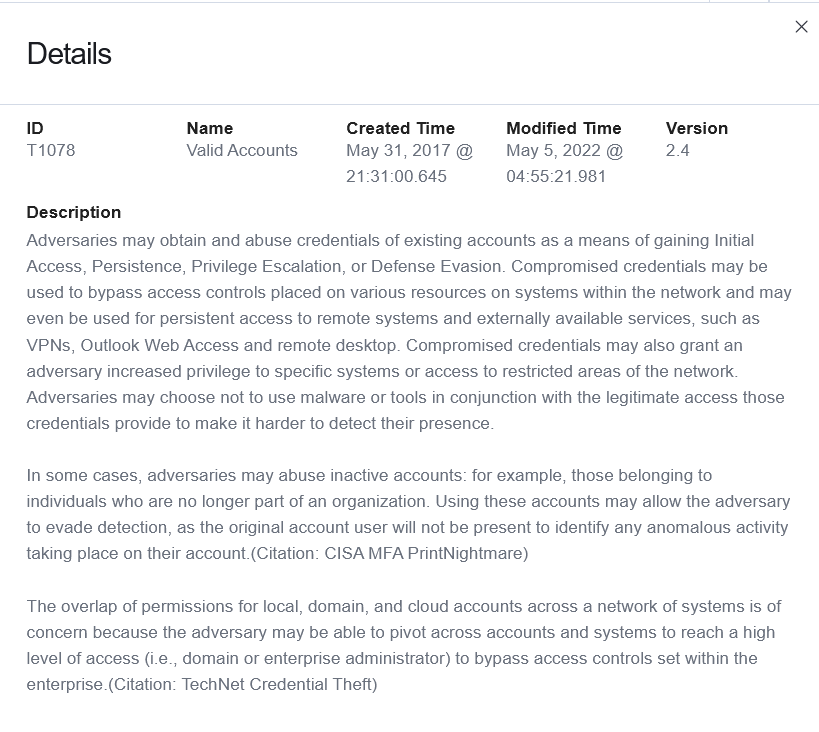 Details
ID Name Created Time Modified Time Version
T1078 Valid Accounts May 31, 2017 @ May 5, 2022 @ 2.4
21:31:00.645 04:55:21.981
Description
Adversaries may obtain and abuse credentials of existing accounts as a means of gaining Initial
Access, Persistence, Privilege Escalation, or Defense Evasion. Compromised credentials may be
used to bypass access controls placed on various resources on systems within the network and may
even be used for persistent access to remote systems and externally available services, such as
VPNs, Outlook Web Access and remote desktop. Compromised credentials may also grant an
adversary increased privilege to specific systems or access to restricted areas of the network.
Adversaries may choose not to use malware or tools in conjunction with the legitimate access those
credentials provide to make it harder to detect their presence.
In some cases, adversaries may abuse inactive accounts: for example, those belonging to
individuals who are no longer part of an organization. Using these accounts may allow the adversary
to evade detection, as the original account user will not be present to identify any anomalous activity
taking place on their account.(Citation: CISA MFA PrintNightmare)
The overlap of permissions for local, domain, and cloud accounts across a network of systems is of
concern because the adversary may be able to pivot across accounts and systems to reach a high
level of access (i.e., domain or enterprise administrator) to bypass access controls set within the
enterprise.(Citation: TechNet Credential Theft)